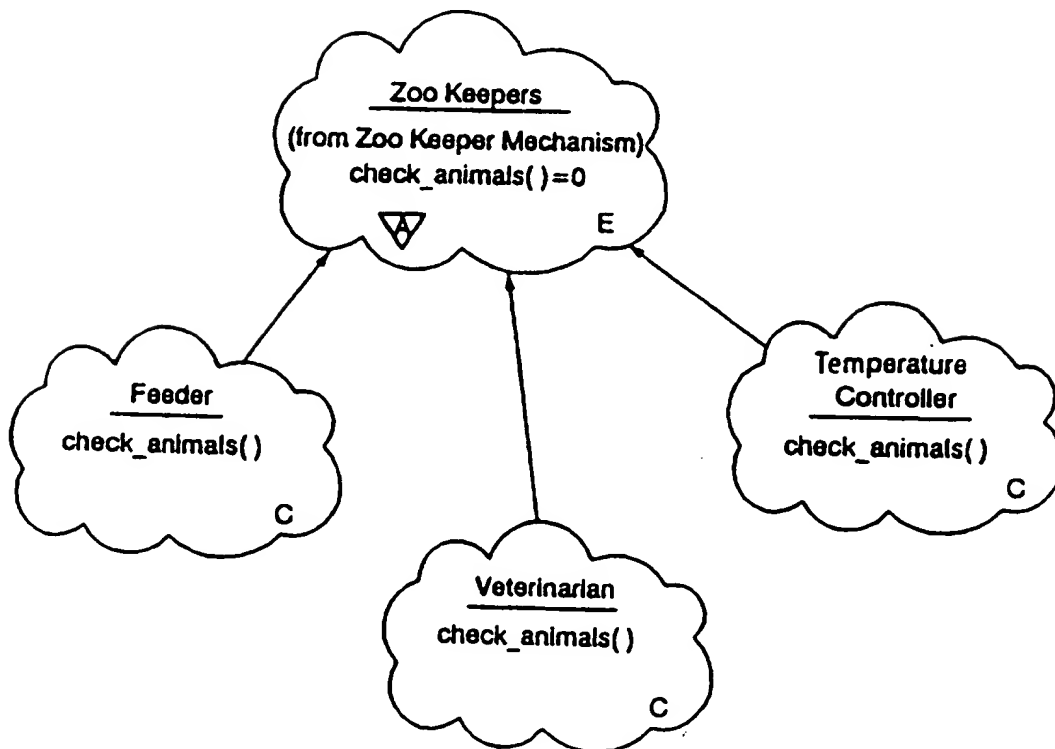 Zoo Keepers
(from Zoo Keeper Mechanism)
check_animals()=0
A
E
Feeder
check_animals()
C
Temperature
Controller
check_animals()
C
Veterinarian
check_animals()
C